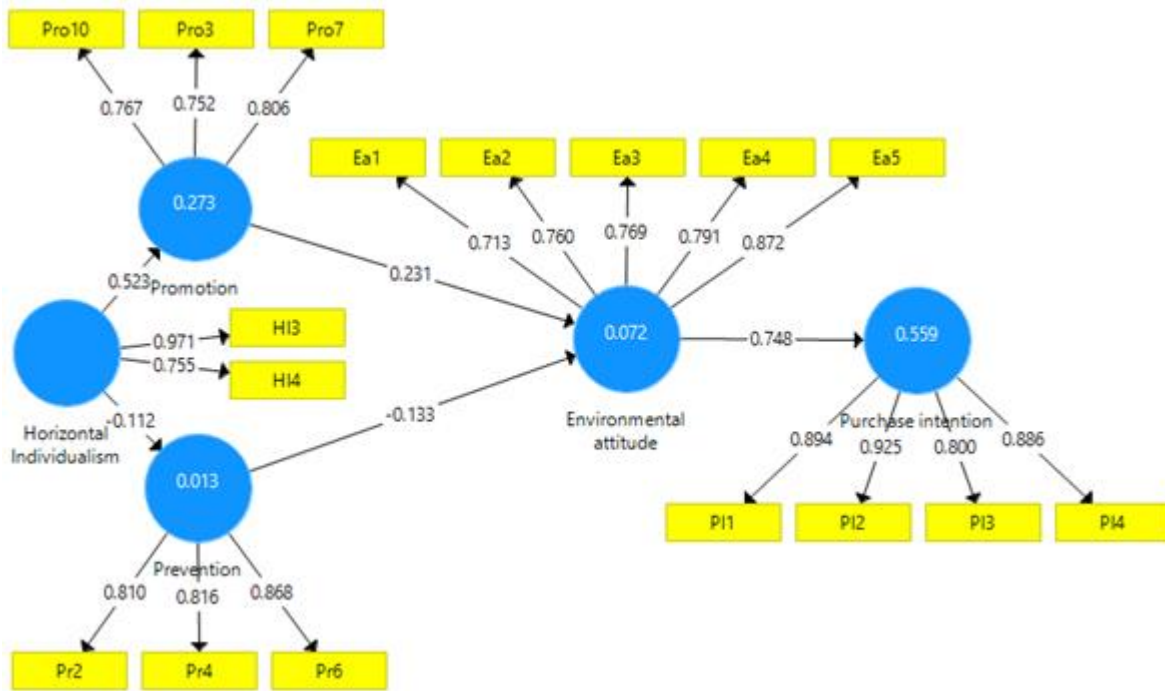 Pro10 Pro3 Pro7
0.767 0.752 0.806
Ea1 Ea2 Ea3 Ea4 Ea5
0.273
0.713 0.760 0.769 0.791 0.872
0.523
Promotion
0.231
0.971 HI3
0.755 HI4
0.072 0.748 0.559
-0.112
Horizontal
Individualism
-0.133
Environmental
attitude
Purchase intention
0.894 0.925 0.800 0.886
0.013
PI1 PI2 PI3 PI4
Prevention
0.810 0.816 0.868
Pr2 Pr4 Pr6